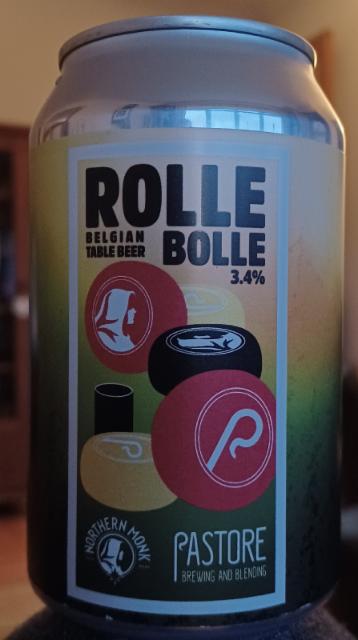 ROLLE
BELGIAN
TABLE BEER
BOLLE
3.4%
P
P
NORTHERN MONK
PASTORE
BREWING AND BLENDING